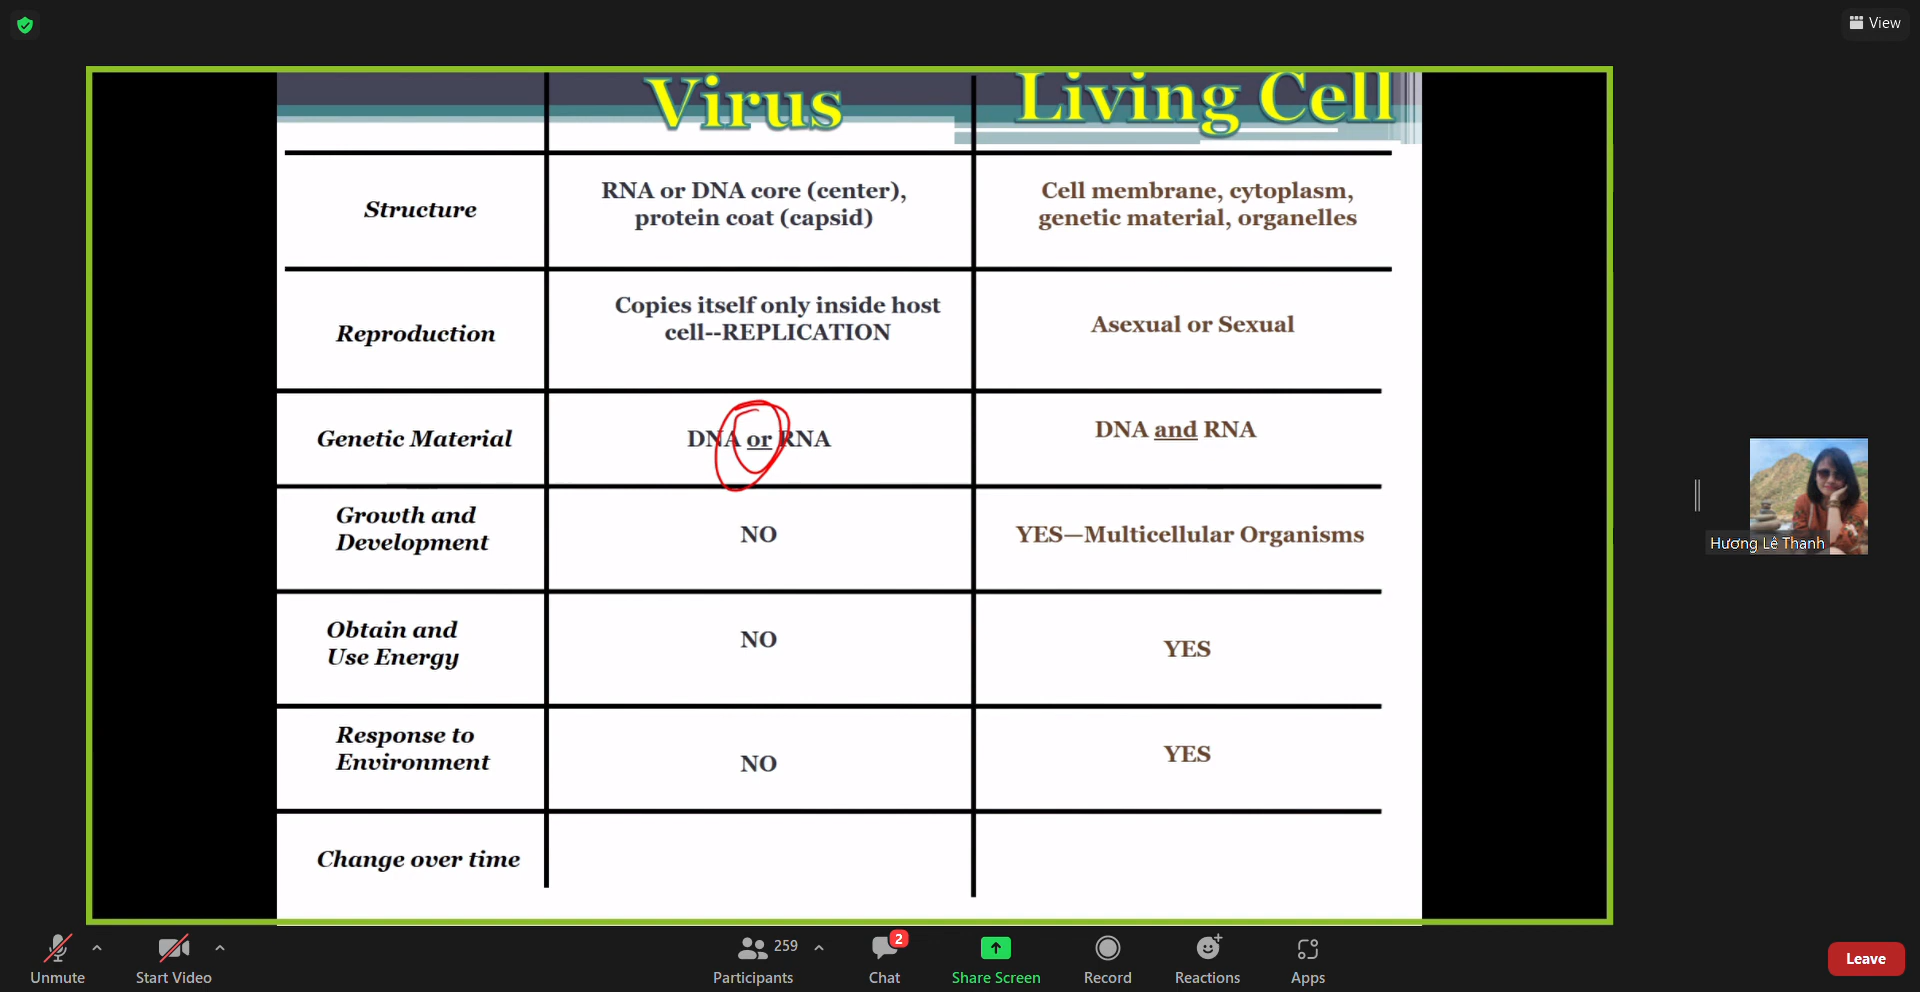 View
Virus
Living Cell
Structure
RNA or DNA core (center),
protein coat (capsid)
Cell membrane, cytoplasm,
genetic material, organelles
Reproduction
Copies itself only inside host
cell--REPLICATION
Asexual or Sexual
Genetic Material
DNA or RNA
DNA and RNA
Growth and
Development
NO
YES—Multicellular Organisms
Obtain and
Use Energy
NO
YES
Response to
Environment
NO
YES
Change over time
Hương Lê Thanh
Unmute
Start Video
259
Participants
2
Chat
Share Screen
Record
Reactions
Apps
Leave